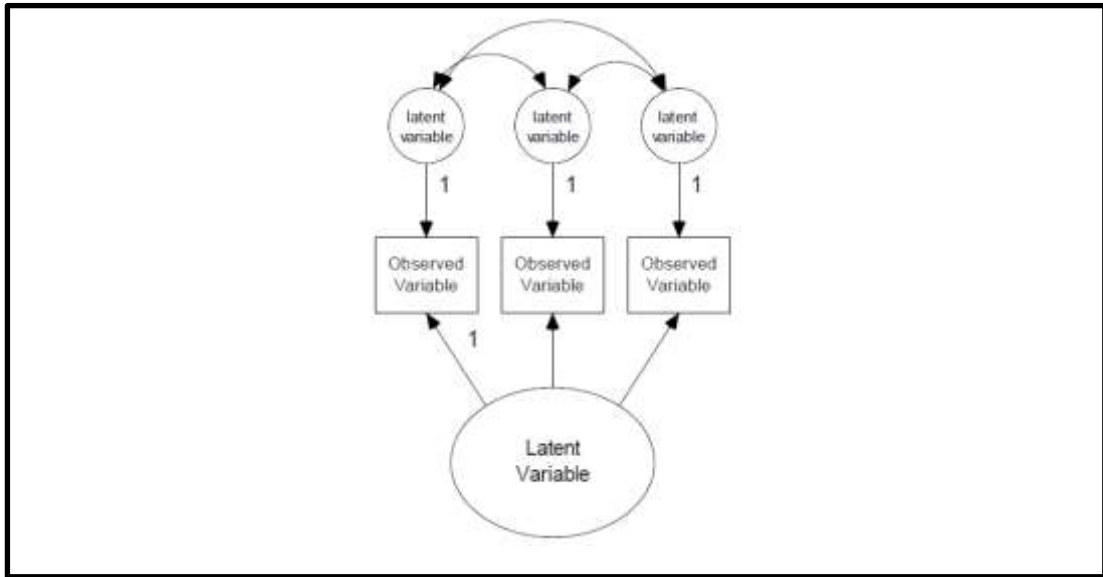 latent
variable
latent
variable
latent
variable
1
1
1
Observed
Variable
Observed
Variable
Observed
Variable
1
Latent
Variable